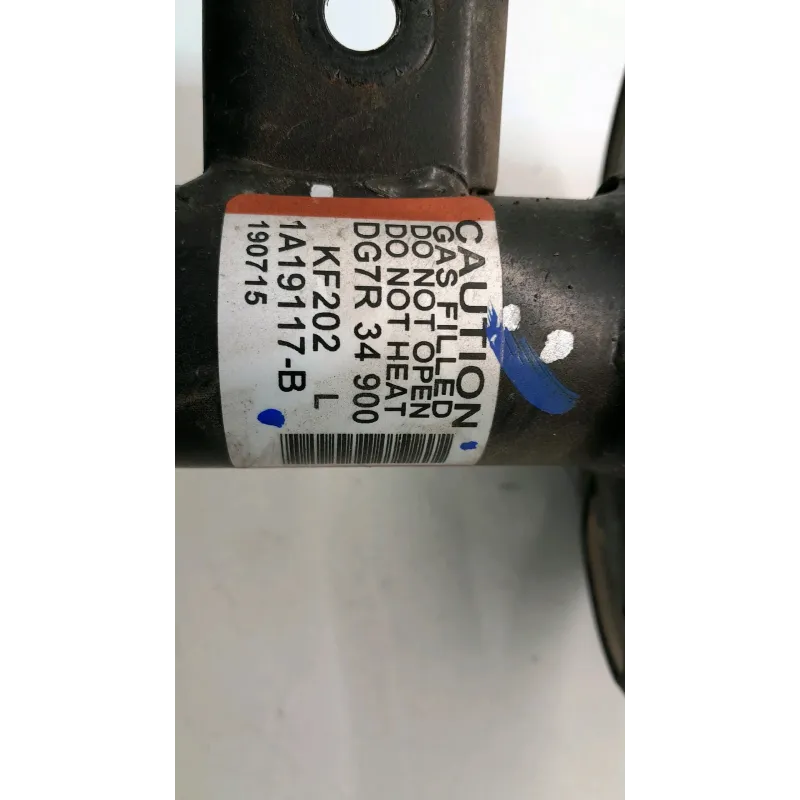 CAUTION
GAS FILLED
DO NOT OPEN
DO NOT HEAT
DG7R 34 900
KF202 L
1A19117-B
190715